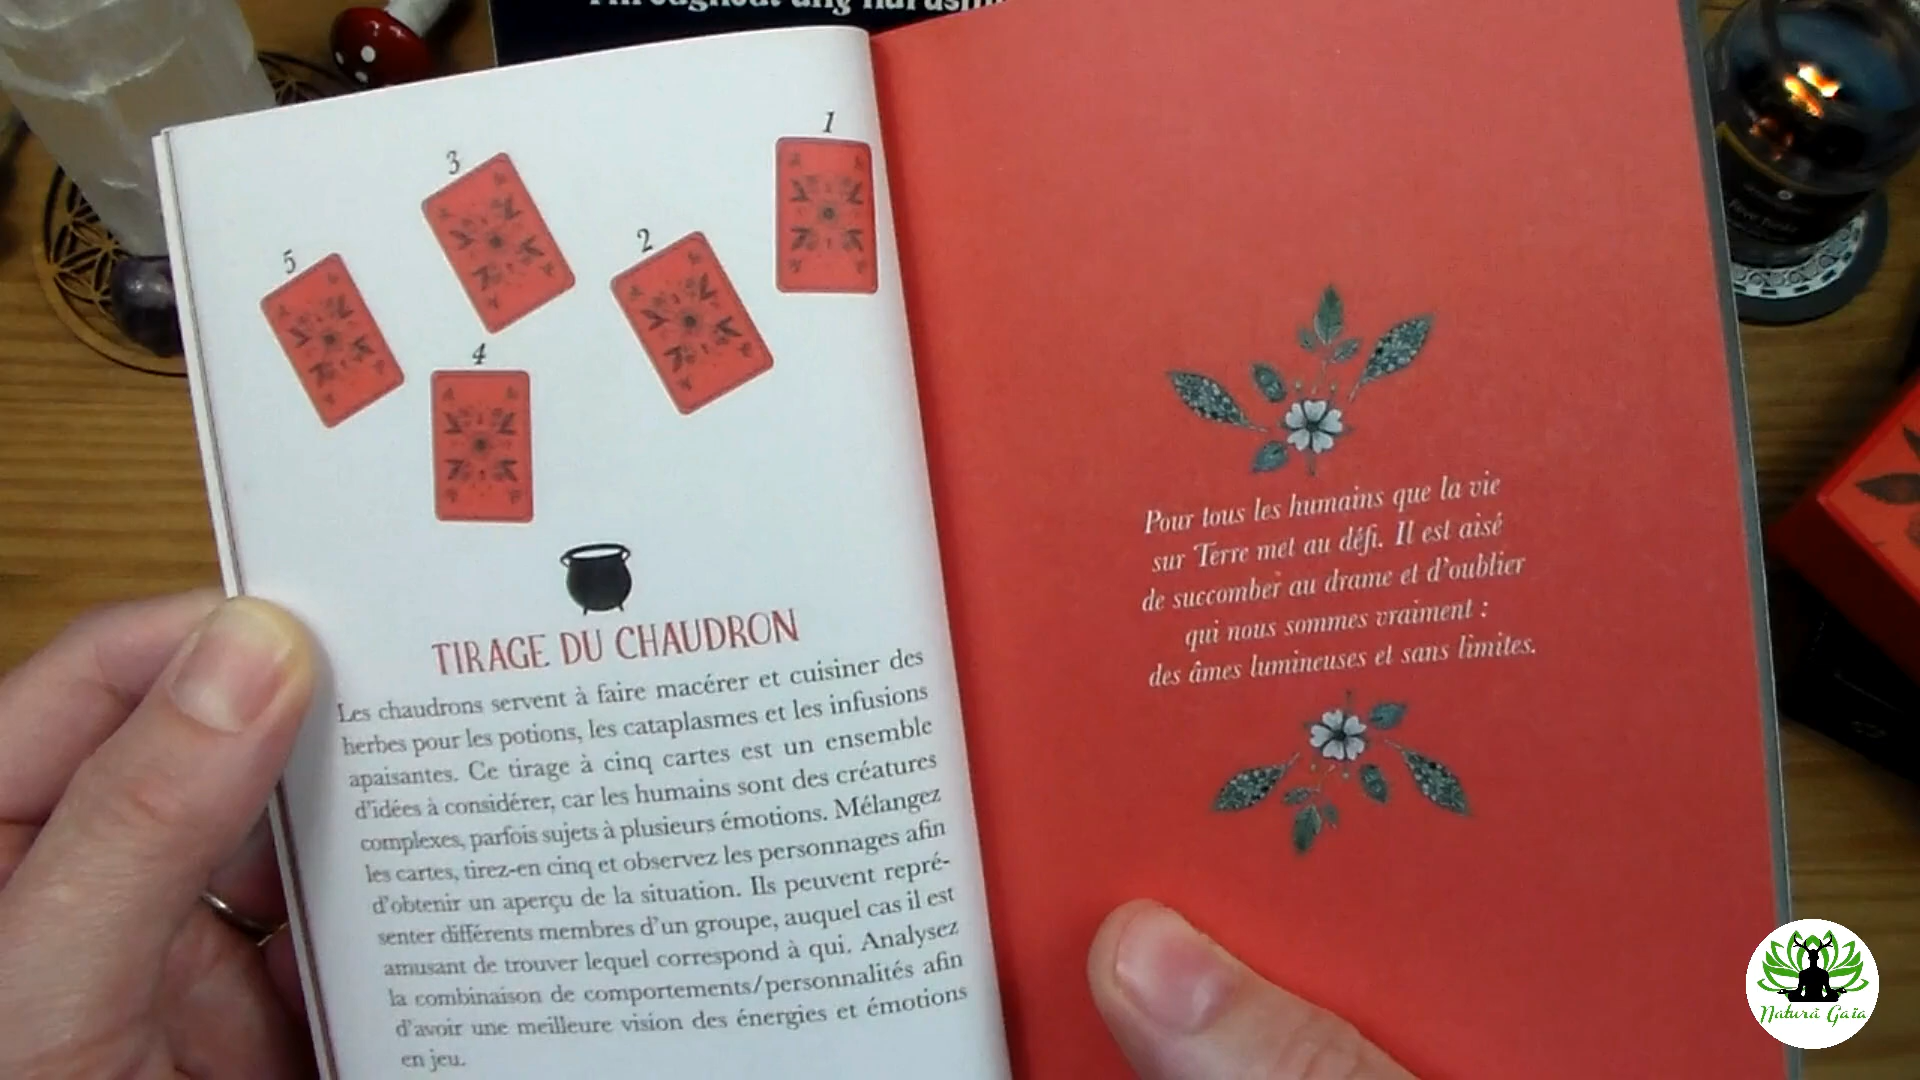 Throughout any
1
3
2
5
4
TIRAGE DU CHAUDRON
Les chaudrons servent à faire macérer et cuisiner des
herbes pour les potions, les cataplasmes et les infusions
apaisantes. Ce tirage à cinq cartes est un ensemble
d'idées à considérer, car les humains sont des créatures
complexes, parfois sujets à plusieurs émotions. Mélangez
les cartes, tirez-en cinq et observez les personnages afin
d'obtenir un aperçu de la situation. Ils peuvent repré-
senter différents membres d'un groupe, auquel cas il est
amusant de trouver lequel correspond à qui. Analysez
la combinaison de comportements/personnalités afin
d'avoir une meilleure vision des énergies et émotions
en jeu.
Pour tous les humains que la vie
sur Terre met au défi. Il est aisé
de succomber au drame et d'oublier
qui nous sommes vraiment :
des âmes lumineuses et sans limites.
Naturà Gaïa